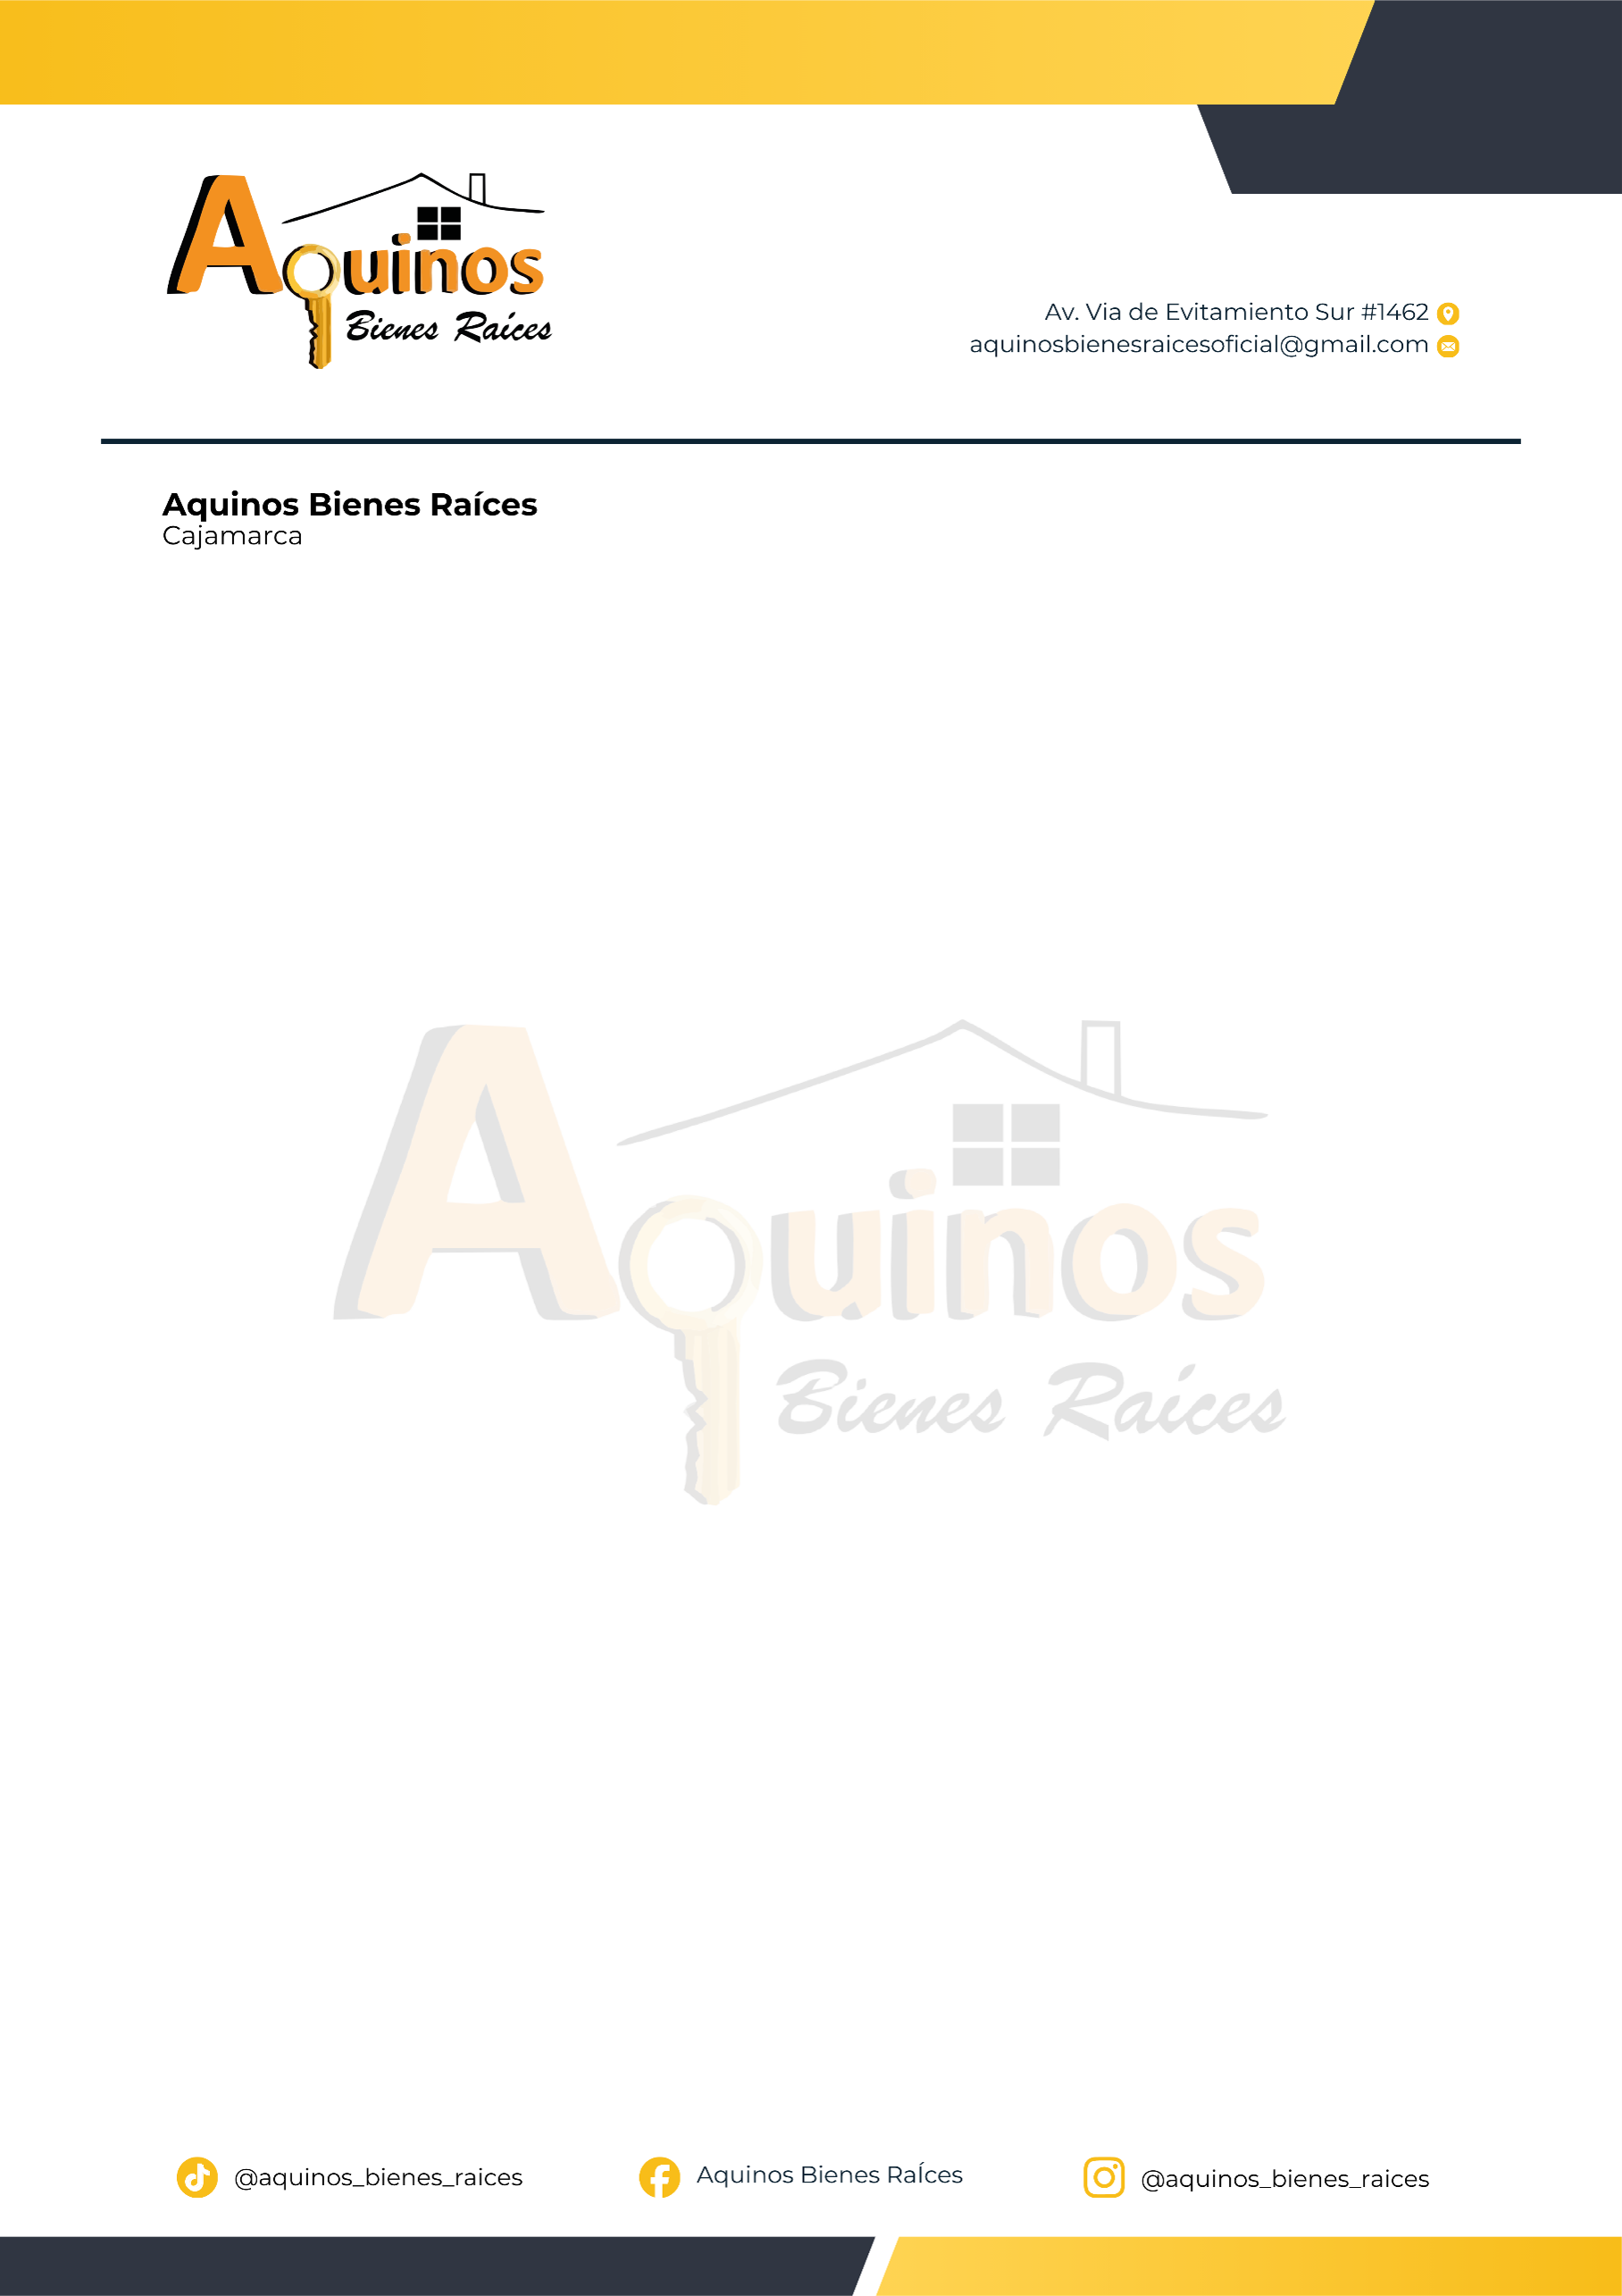 Aquinos
Bienes Raíces
Av. Via de Evitamiento Sur #1462
aquinosbienesraicesoficial@gmail.com
Aquinos Bienes Raíces
Cajamarca
Aquinos
Bienes Raíces
@aquinos_bienes_raices
Aquinos Bienes RaÍces
@aquinos_bienes_raices